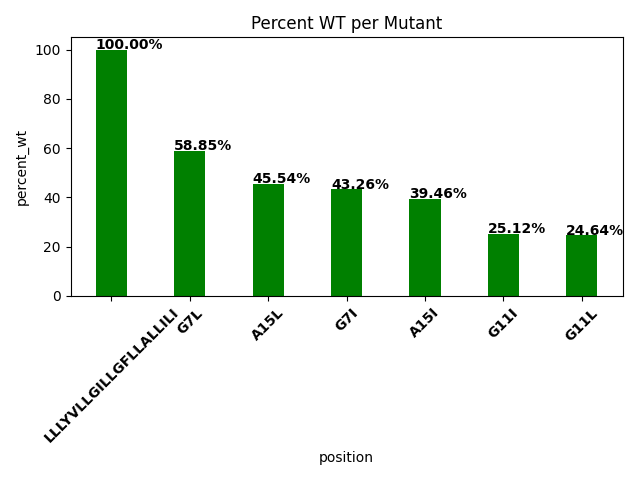 Percent WT per Mutant
percent_wt
100
80
60
40
20
0
100.00%
58.85%
45.54%
43.26%
39.46%
25.12%
24.64%
LLLYVLLGILLGFLLALLILI
G7L
A15L
G7I
A15I
G11I
G11L
position